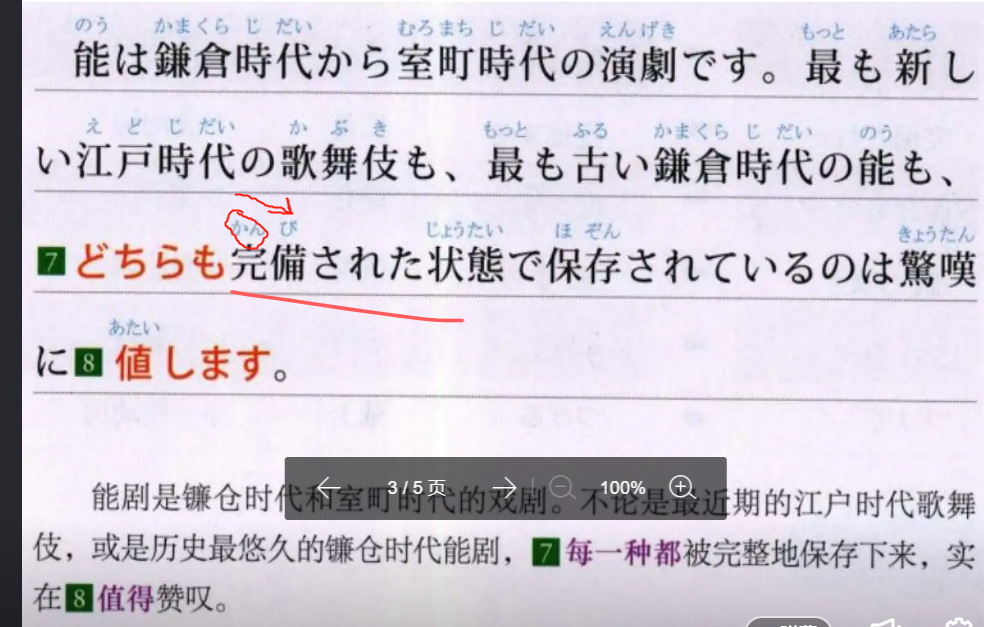 のう かまくら じ だい むろ まち じ だい えん げき もっと あたら
能は鎌倉時代から室町時代の演劇です。最も新し
え ど じ だい か ぶ き もっと ふる かまくら じ だい のう
い江戸時代の歌舞伎も、最も古い鎌倉時代の能も、
かん び じょうたい ほ ぞん きょうたん
7 どちらも完備された状態で保存されているのは驚嘆
あたい
に 8 値します。
能剧是镰仓时代和室町时代的戏剧。不论是最近期的江户时代歌舞
3 / 5 页 100%
伎，或是历史最悠久的镰仓时代能剧，7 每一种都被完整地保存下来，实
在 8 值得赞叹。